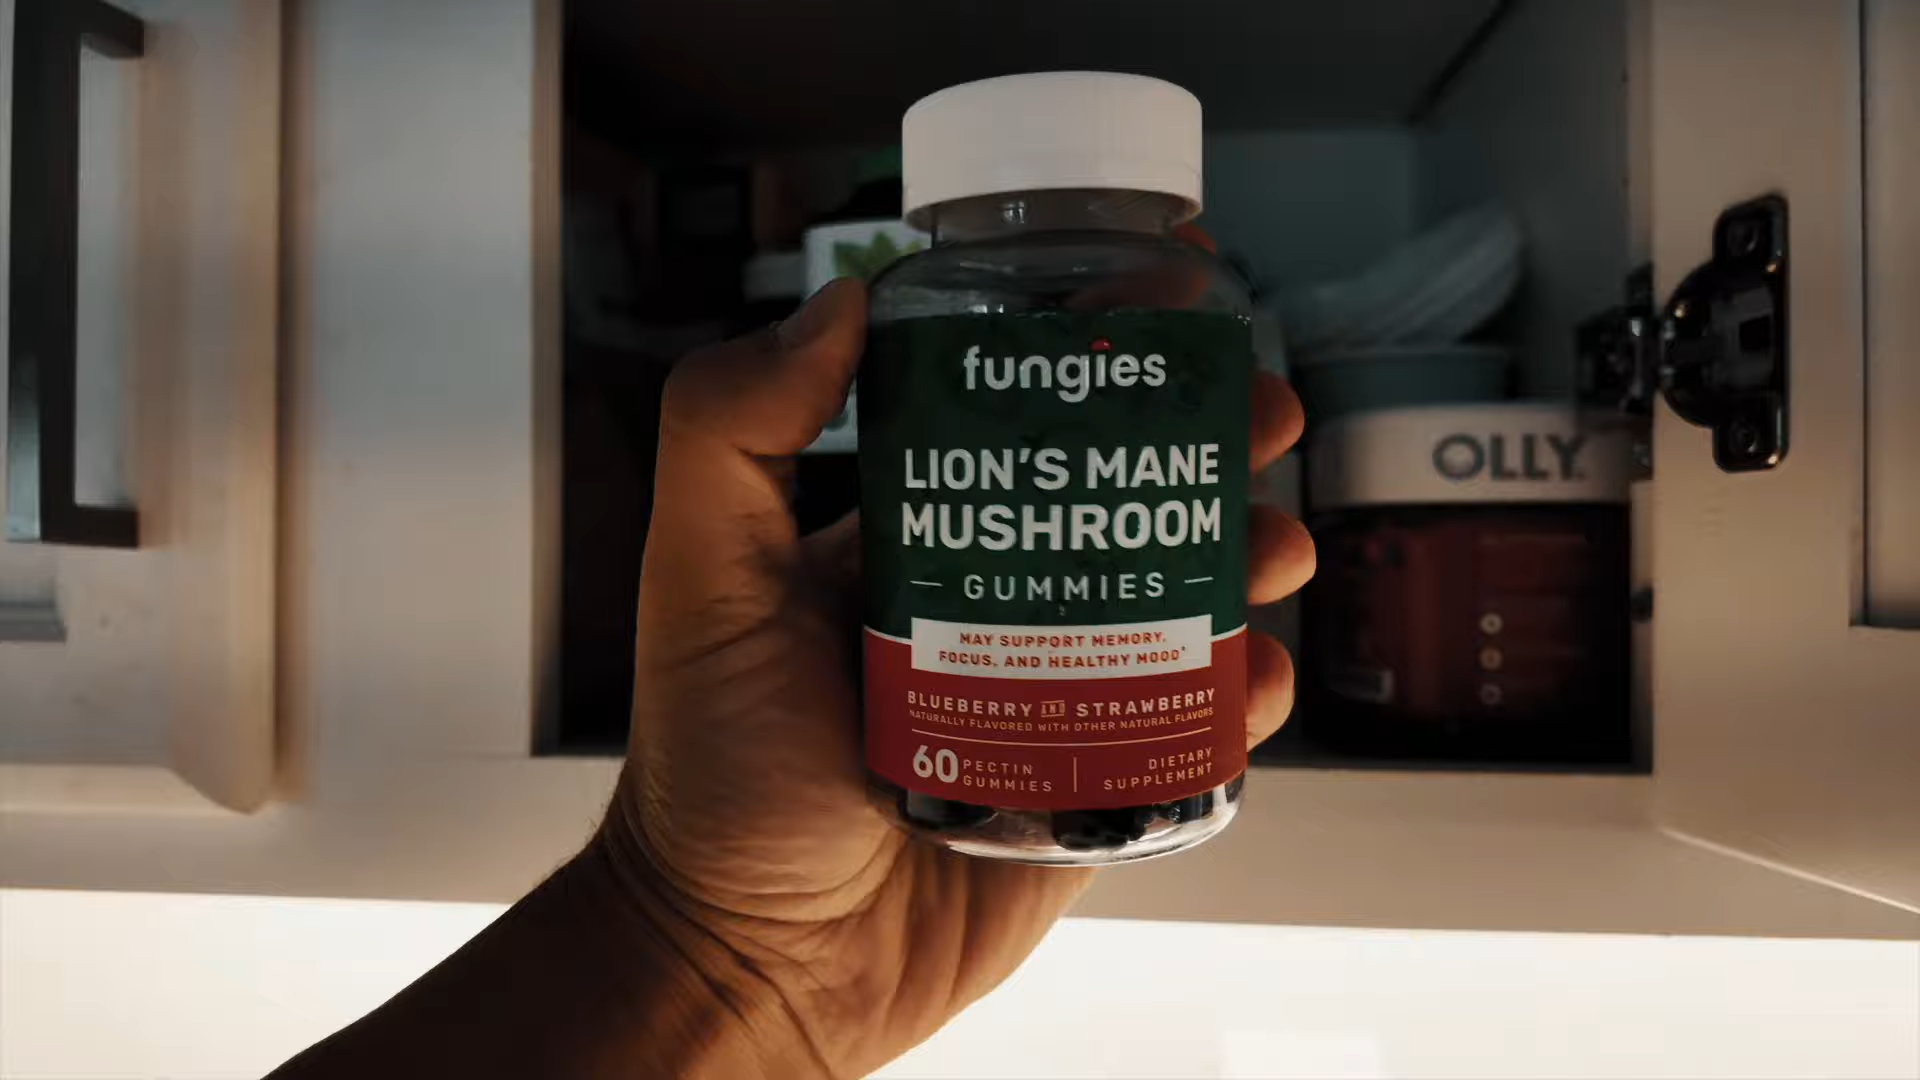 fungies
LION'S MANE
MUSHROOM
GUMMIES
MAY SUPPORT MEMORY,
FOCUS, AND HEALTHY MOOD*
BLUEBERRY AND STRAWBERRY
NATURALLY FLAVORED WITH OTHER NATURAL FLAVORS
60 PECTIN GUMMIES
DIETARY SUPPLEMENT
OLLY.